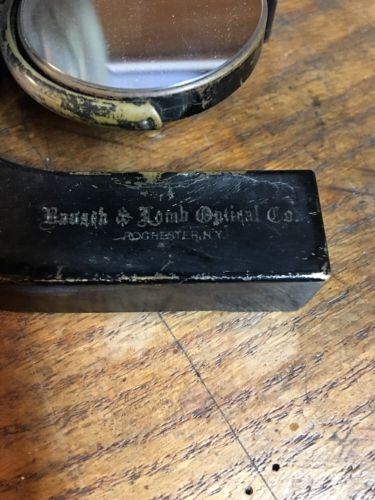 Bausch & Lomb Optical Co.
ROCHESTER, N.Y.